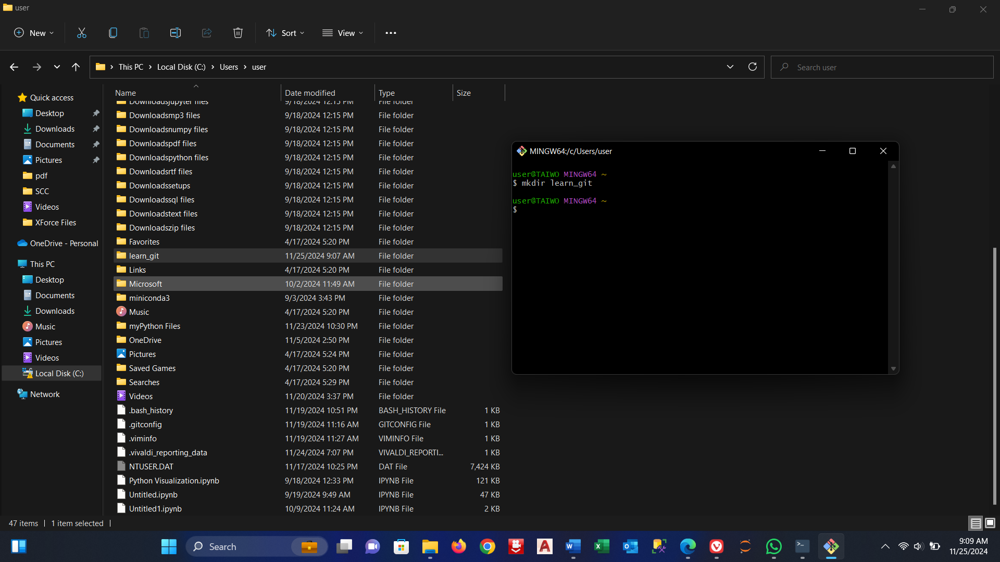 user
New
Sort
View
This PC
Local Disk (C:)
Users
user
Search user
Name
Date modified
Type
Size
Quick access
Desktop
Downloads
Documents
Pictures
pdf
SCC
Videos
XForce Files
OneDrive - Personal
This PC
Desktop
Documents
Downloads
Music
Pictures
Videos
Local Disk (C:)
Network
Downloadsjupyter files 9/18/2024 12:15 PM File folder
Downloadsmp3 files 9/18/2024 12:15 PM File folder
Downloadsnumpy files 9/18/2024 12:15 PM File folder
Downloadspdf files 9/18/2024 12:15 PM File folder
Downloadspython files 9/18/2024 12:15 PM File folder
Downloadsrtf files 9/18/2024 12:15 PM File folder
Downloadssetups 9/18/2024 12:15 PM File folder
Downloadssql files 9/18/2024 12:15 PM File folder
Downloadstext files 9/18/2024 12:15 PM File folder
Downloadszip files 9/18/2024 12:15 PM File folder
Favorites 4/17/2024 5:20 PM File folder
learn_git 11/25/2024 9:07 AM File folder
Links 4/17/2024 5:20 PM File folder
Microsoft 10/2/2024 11:49 AM File folder
miniconda3 9/3/2024 3:43 PM File folder
Music 4/17/2024 5:20 PM File folder
myPython Files 11/23/2024 10:30 PM File folder
OneDrive 11/5/2024 2:50 PM File folder
Pictures 4/17/2024 5:24 PM File folder
Saved Games 4/17/2024 5:20 PM File folder
Searches 4/17/2024 5:29 PM File folder
Videos 11/20/2024 3:37 PM File folder
.bash_history 11/19/2024 10:51 PM BASH_HISTORY File 1 KB
.gitconfig 11/19/2024 11:16 AM GITCONFIG File 1 KB
.viminfo 11/19/2024 11:27 AM VIMINFO File 1 KB
.vivaldi_reporting_data 11/24/2024 7:07 PM VIVALDI_REPORTI... 1 KB
NTUSER.DAT 11/17/2024 10:25 PM DAT File 7,424 KB
Python Visualization.ipynb 9/18/2024 12:33 PM IPYNB File 121 KB
Untitled.ipynb 9/19/2024 9:49 AM IPYNB File 47 KB
Untitled1.ipynb 10/9/2024 11:24 AM IPYNB File 2 KB
MINGW64:/c/Users/user
user@TAIWO MINGW64 ~
$ mkdir learn_git
user@TAIWO MINGW64 ~
$
47 items
1 item selected
Search
9:09 AM
11/25/2024